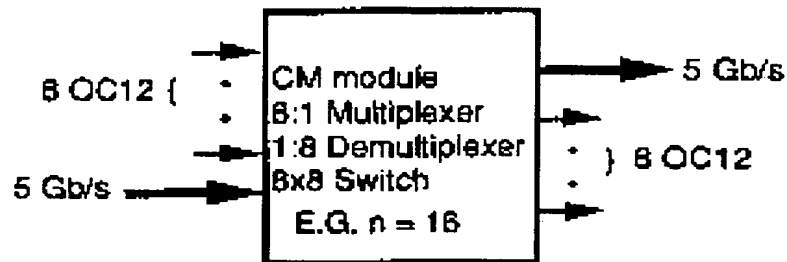 8 OC12 {
5 Gb/s
CM module
8:1 Multiplexer
1:8 Demultiplexer
8x8 Switch
E.G. n = 16
5 Gb/s
} 8 OC12